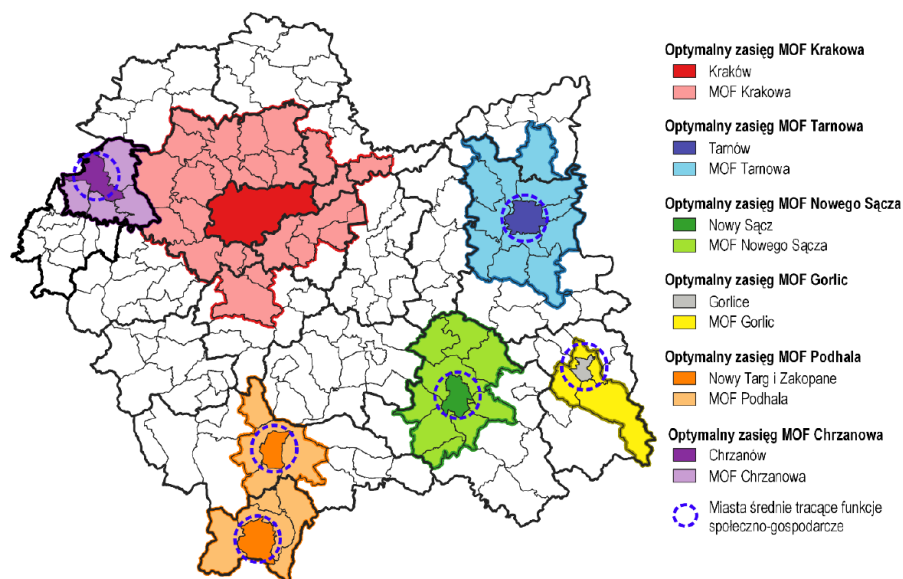 Optymalny zasięg MOF Krakowa
Kraków
MOF Krakowa
Optymalny zasięg MOF Tarnowa
Tarnów
MOF Tarnowa
Optymalny zasięg MOF Nowego Sącza
Nowy Sącz
MOF Nowego Sącza
Optymalny zasięg MOF Gorlic
Gorlice
MOF Gorlic
Optymalny zasięg MOF Podhala
Nowy Targ i Zakopane
MOF Podhala
Optymalny zasięg MOF Chrzanowa
Chrzanów
MOF Chrzanowa
Miasta średnie tracące funkcje
społeczno-gospodarcze